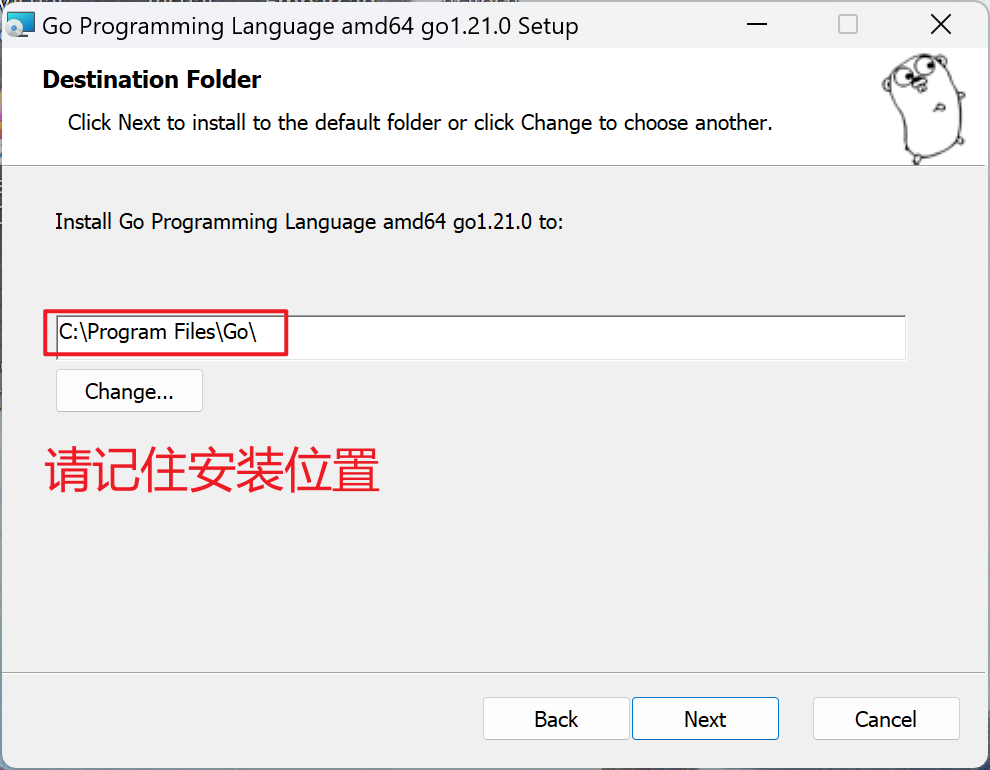 Go Programming Language amd64 go1.21.0 Setup
Destination Folder
Click Next to install to the default folder or click Change to choose another.
Install Go Programming Language amd64 go1.21.0 to:
C:\Program Files\Go\
Change...
请记住安装位置
Back Next Cancel